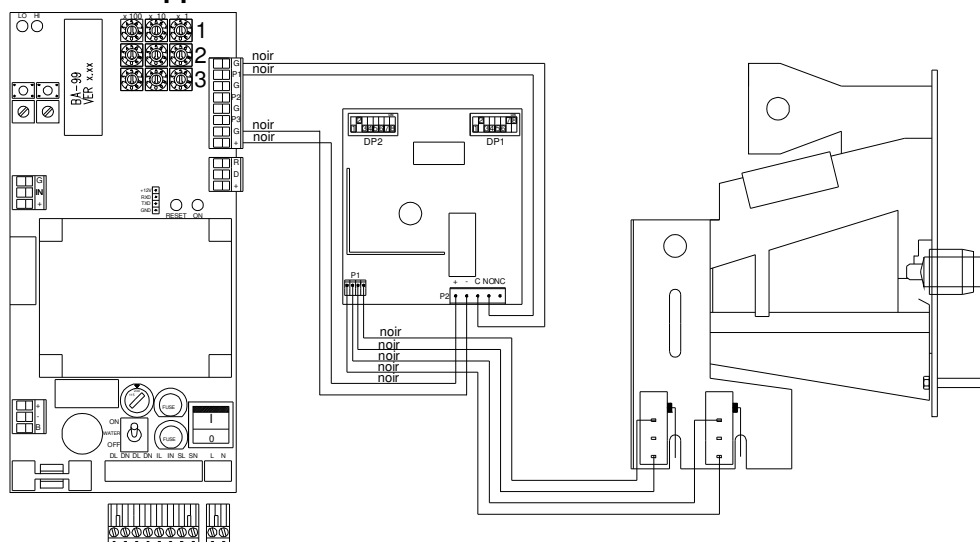 LO HI
x 100 x 10 x 1
1
2
3
BA-99
VER x.xx
G
P1
G
P2
G
P3
G
+
R
D
+
noir
noir
noir
noir
G
IN
+
+12V
RXD
TXD
GND
RESET ON
DP2
DP1
P1
P2
+ - C NO NC
noir
noir
noir
noir
noir
+
-
B
FUSE
FUSE
ON
WATER
OFF
I
0
DL DN DL DN IL IN SL SN L N